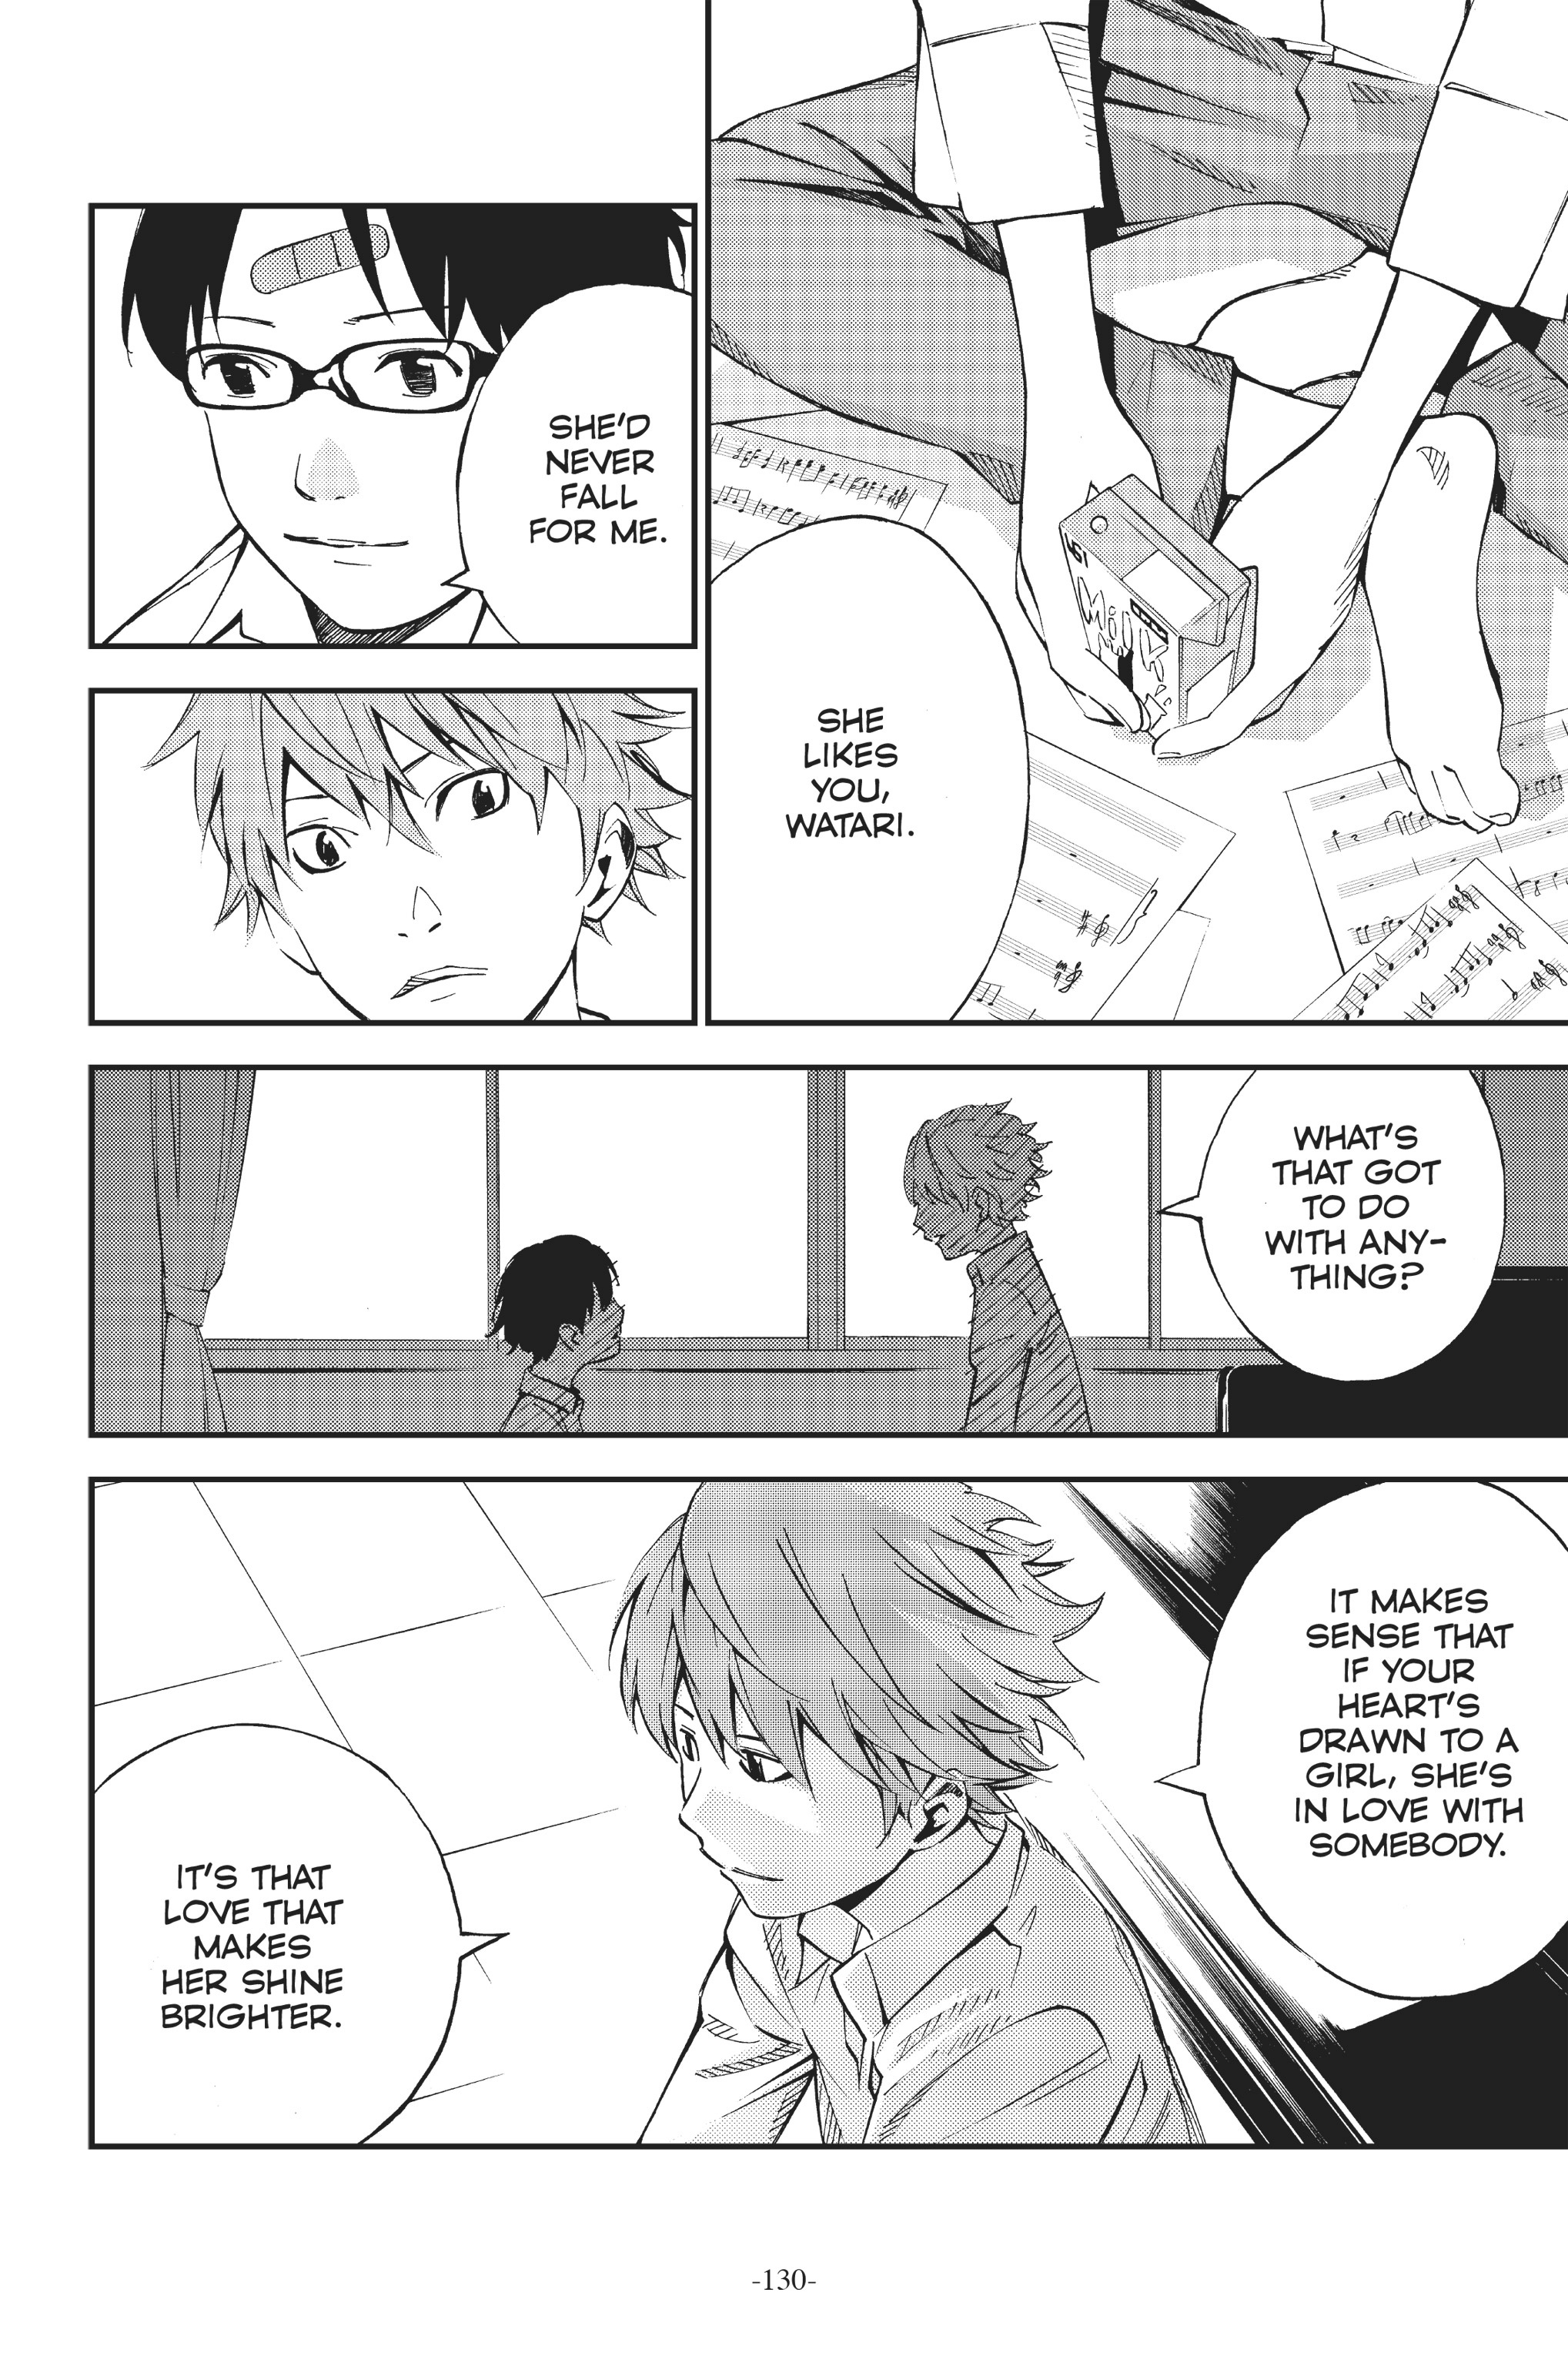 SHE
LIKES
YOU,
WATARI.
SHE'D
NEVER
FALL
FOR ME.
WHAT'S
THAT GOT
TO DO
WITH ANY-
THING?
IT MAKES
SENSE THAT
IF YOUR
HEART'S
DRAWN TO A
GIRL, SHE'S
IN LOVE WITH
SOMEBODY.
IT'S THAT
LOVE THAT
MAKES
HER SHINE
BRIGHTER.
-130-